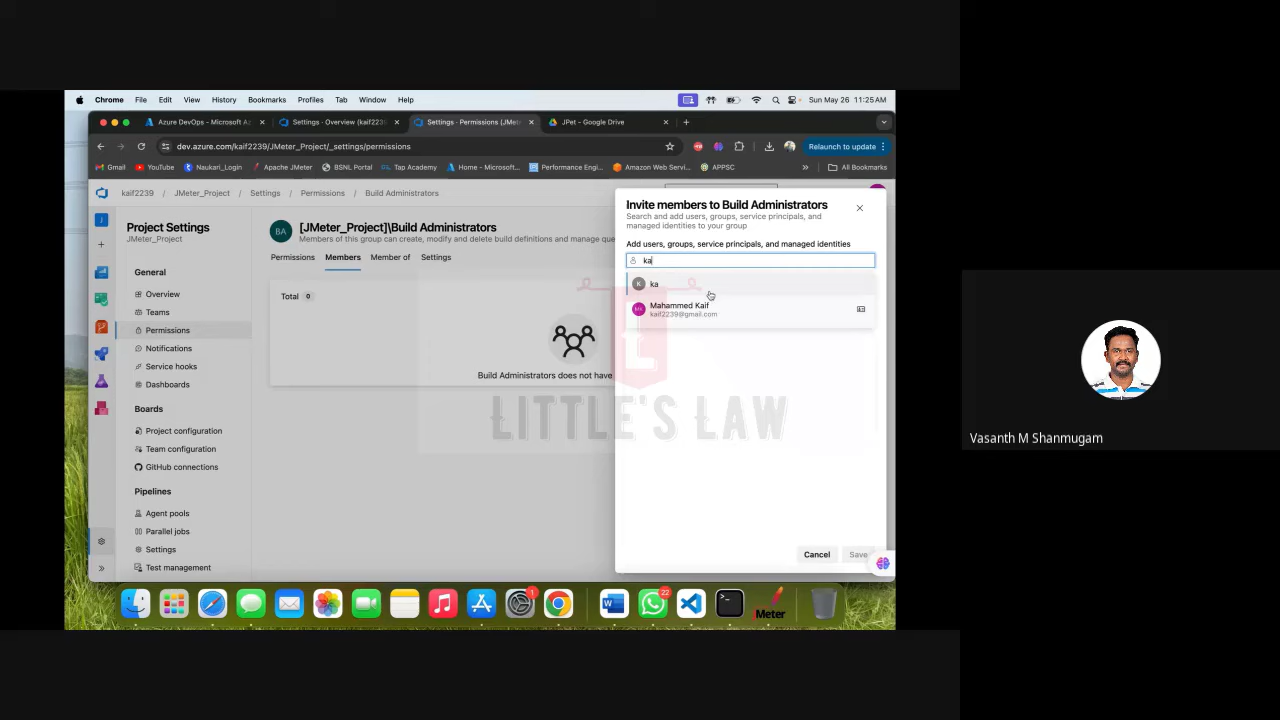 Chrome File Edit View History Bookmarks Profiles Tab Window Help Sun May 26 11:25AM
Azure DevOps - Microsoft A Settings - Overview (kaif223 Settings - Permissions (JMe JPet - Google Drive
dev.azure.com/kaif2239/JMeter_Project/_settings/permissions Relaunch to update
Gmail YouTube Naukari_Login Apache JMeter BSNL Portal Tap Academy Home - Microsof... Performance Engi... Amazon Web Servi... APPSC All Bookmarks
kaif2239 / JMeter_Project / Settings / Permissions / Build Administrators
Project Settings
JMeter_Project
General
Overview
Teams
Permissions
Notifications
Service hooks
Dashboards
Boards
Project configuration
Team configuration
GitHub connections
Pipelines
Agent pools
Parallel jobs
Settings
Test management
BA
[JMeter_Project]\Build Administrators
Members of this group can create, modify and delete build definitions and manage que
Permissions Members Member of Settings
Total 0
Build Administrators does not have
Invite members to Build Administrators
Search and add users, groups, service principals, and
managed identities to your group
Add users, groups, service principals, and managed identities
ka
K ka
MK Mahammed Kaif
kaif2239@gmail.com
Cancel Save
LITTLE'S LAW
1
22
Meter
Vasanth M Shanmugam